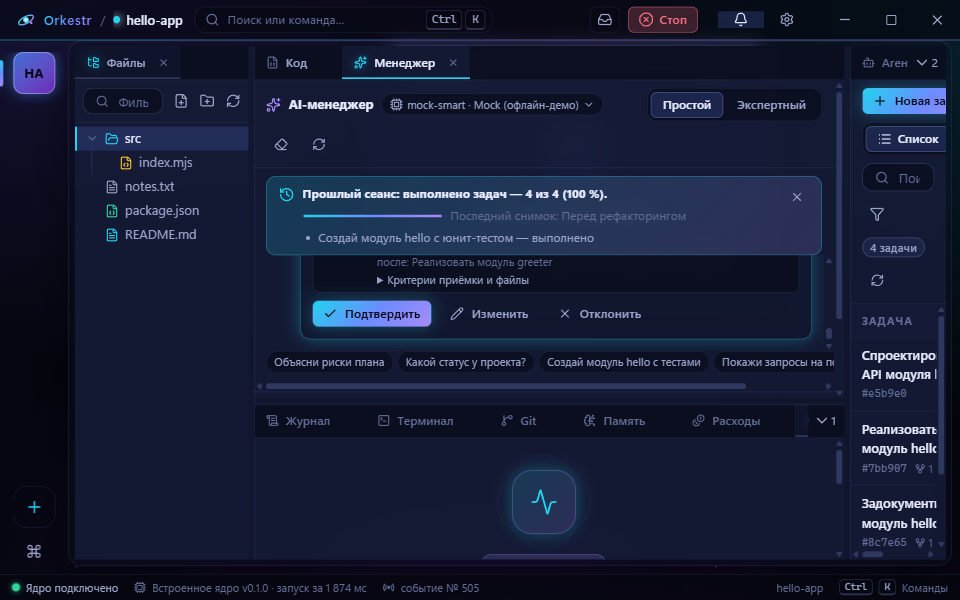 Orkestr / hello-app
Поиск или команда...
Ctrl K
Стоп
HA
Файлы
Филь
src
index.mjs
notes.txt
package.json
README.md
Код
Менеджер
AI-менеджер
mock-smart · Mock (офлайн-демо)
Простой
Экспертный
Прошлый сеанс: выполнено задач — 4 из 4 (100 %).
Последний снимок: Перед рефакторингом
• Создай модуль hello с юнит-тестом — выполнено
после: Реализовать модуль greeter
Критерии приёмки и файлы
Подтвердить
Изменить
Отклонить
Объясни риски плана
Какой статус у проекта?
Создай модуль hello с тестами
Покажи запросы на
Журнал
Терминал
Git
Память
Расходы
1
Аген
2
Новая за
Список
Пои
4 задачи
ЗАДАЧА
Спроектиро
API модуля
#e5b9e0
Реализовать
модуль hello
#7bb907 1
Задокументи
модуль hello
#8c7e65 1
Ядро подключено
Встроенное ядро v0.1.0 · запуск за 1 874 мс
событие № 505
hello-app
Ctrl K Команды